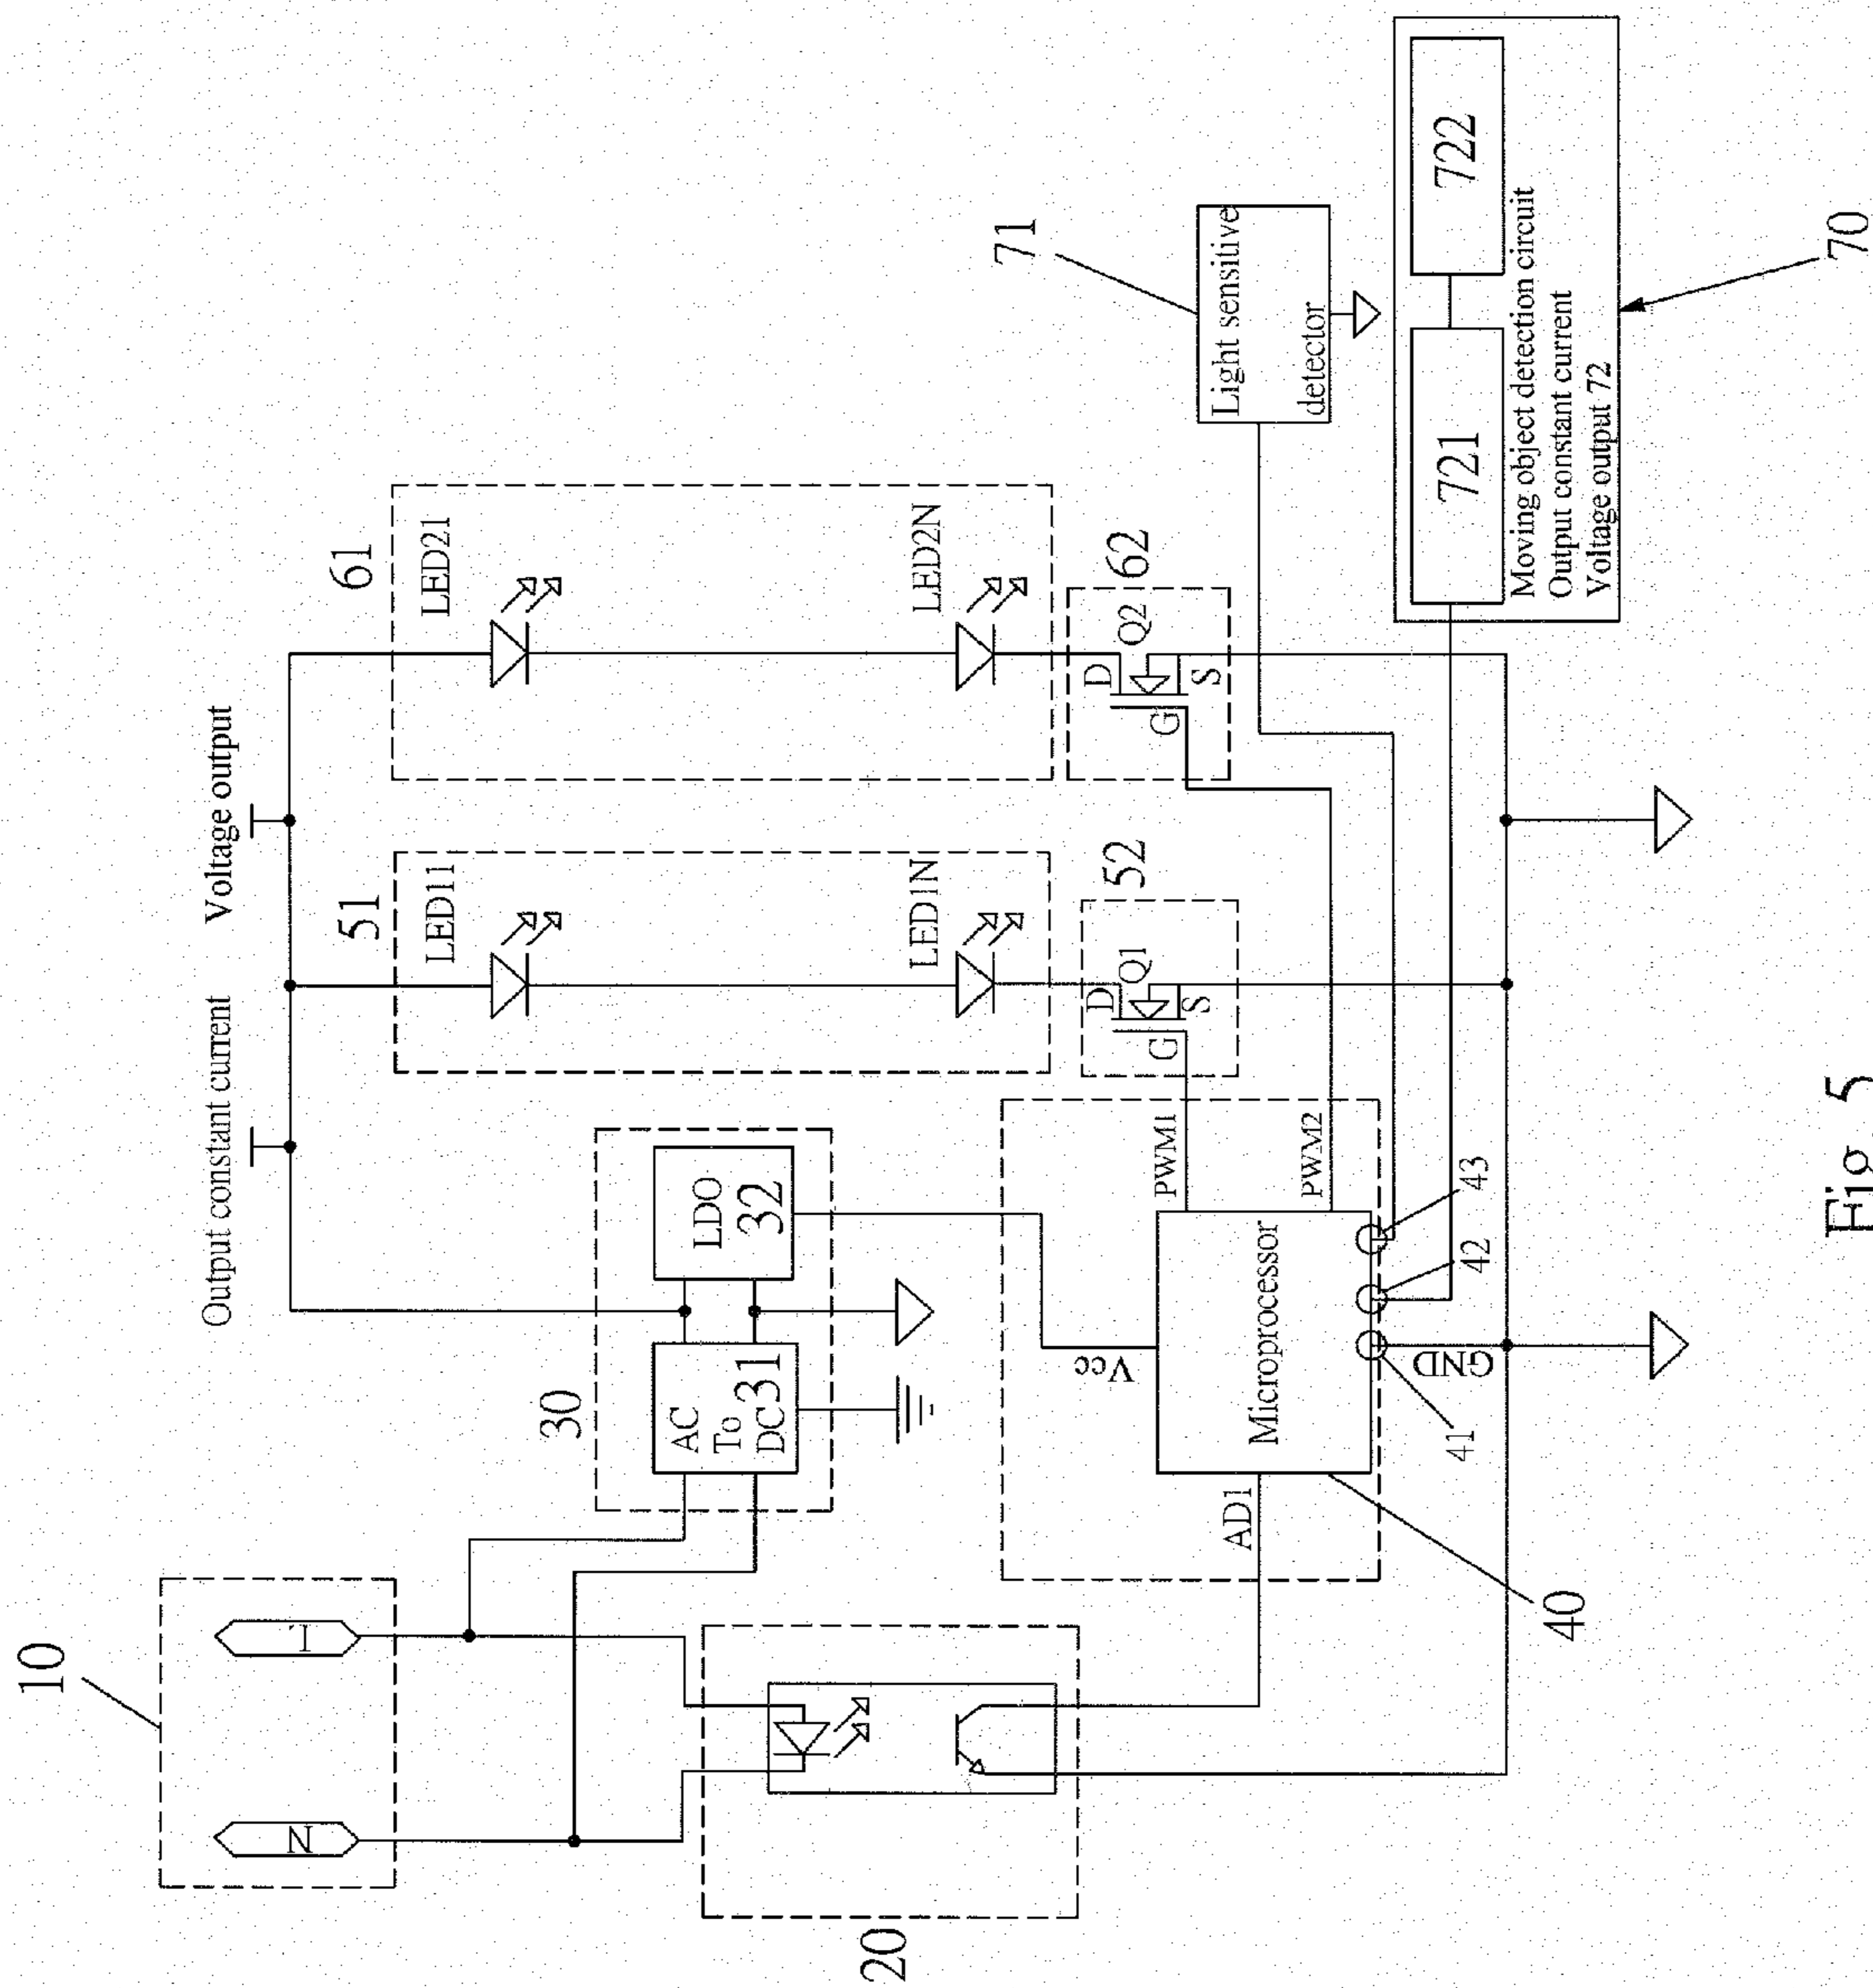 10
N
L
20
30
AC
To
DC
31
LDO
32
Output constant current
Voltage output
51
LED11
LED1N
61
LED21
LED2N
52
D
Q1
G
S
62
D
Q2
G
S
Vcc
AD1
Microprocessor
PWM1
PWM2
GND
41
42
43
40
71
Light sensitive
detector
721
722
Moving object detection circuit
Output constant current
Voltage output 72
70
Fig. 5